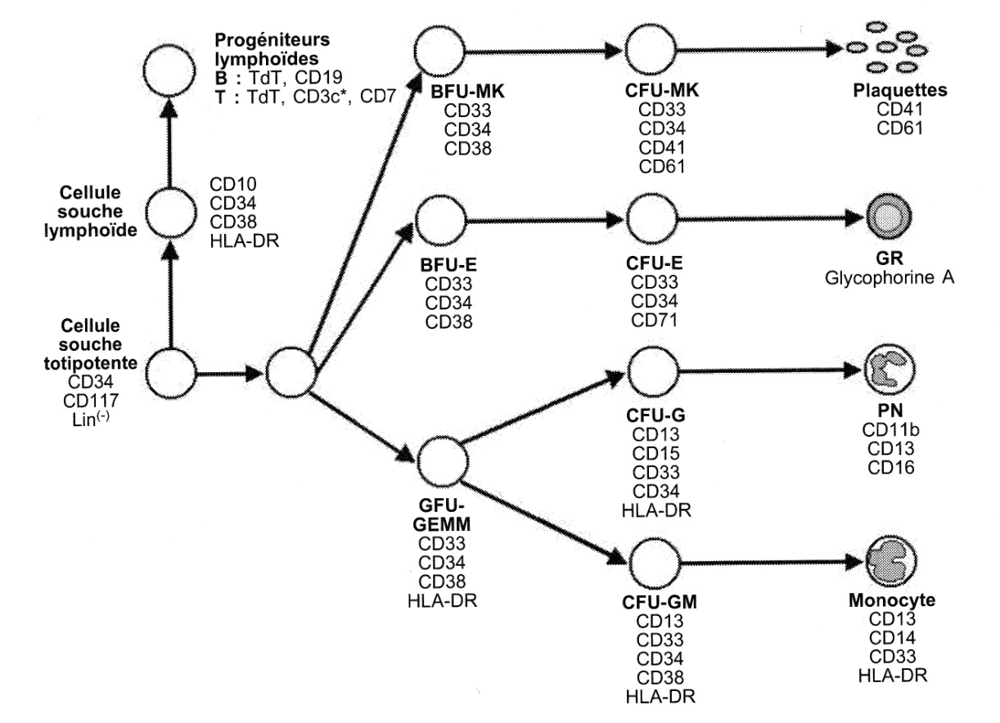 Progéniteurs
lymphoïdes
B : TdT, CD19
T : TdT, CD3c*, CD7
BFU-MK
CD33
CD34
CD38
CFU-MK
CD33
CD34
CD41
CD61
Plaquettes
CD41
CD61
Cellule
souche
lymphoïde
CD10
CD34
CD38
HLA-DR
BFU-E
CD33
CD34
CD38
CFU-E
CD33
CD34
CD71
GR
Glycophorine A
Cellule
souche
totipotente
CD34
CD117
Lin(-)
CFU-G
CD13
CD15
CD33
CD34
HLA-DR
PN
CD11b
CD13
CD16
GFU-
GEMM
CD33
CD34
CD38
HLA-DR
CFU-GM
CD13
CD33
CD34
CD38
HLA-DR
Monocyte
CD13
CD14
CD33
HLA-DR